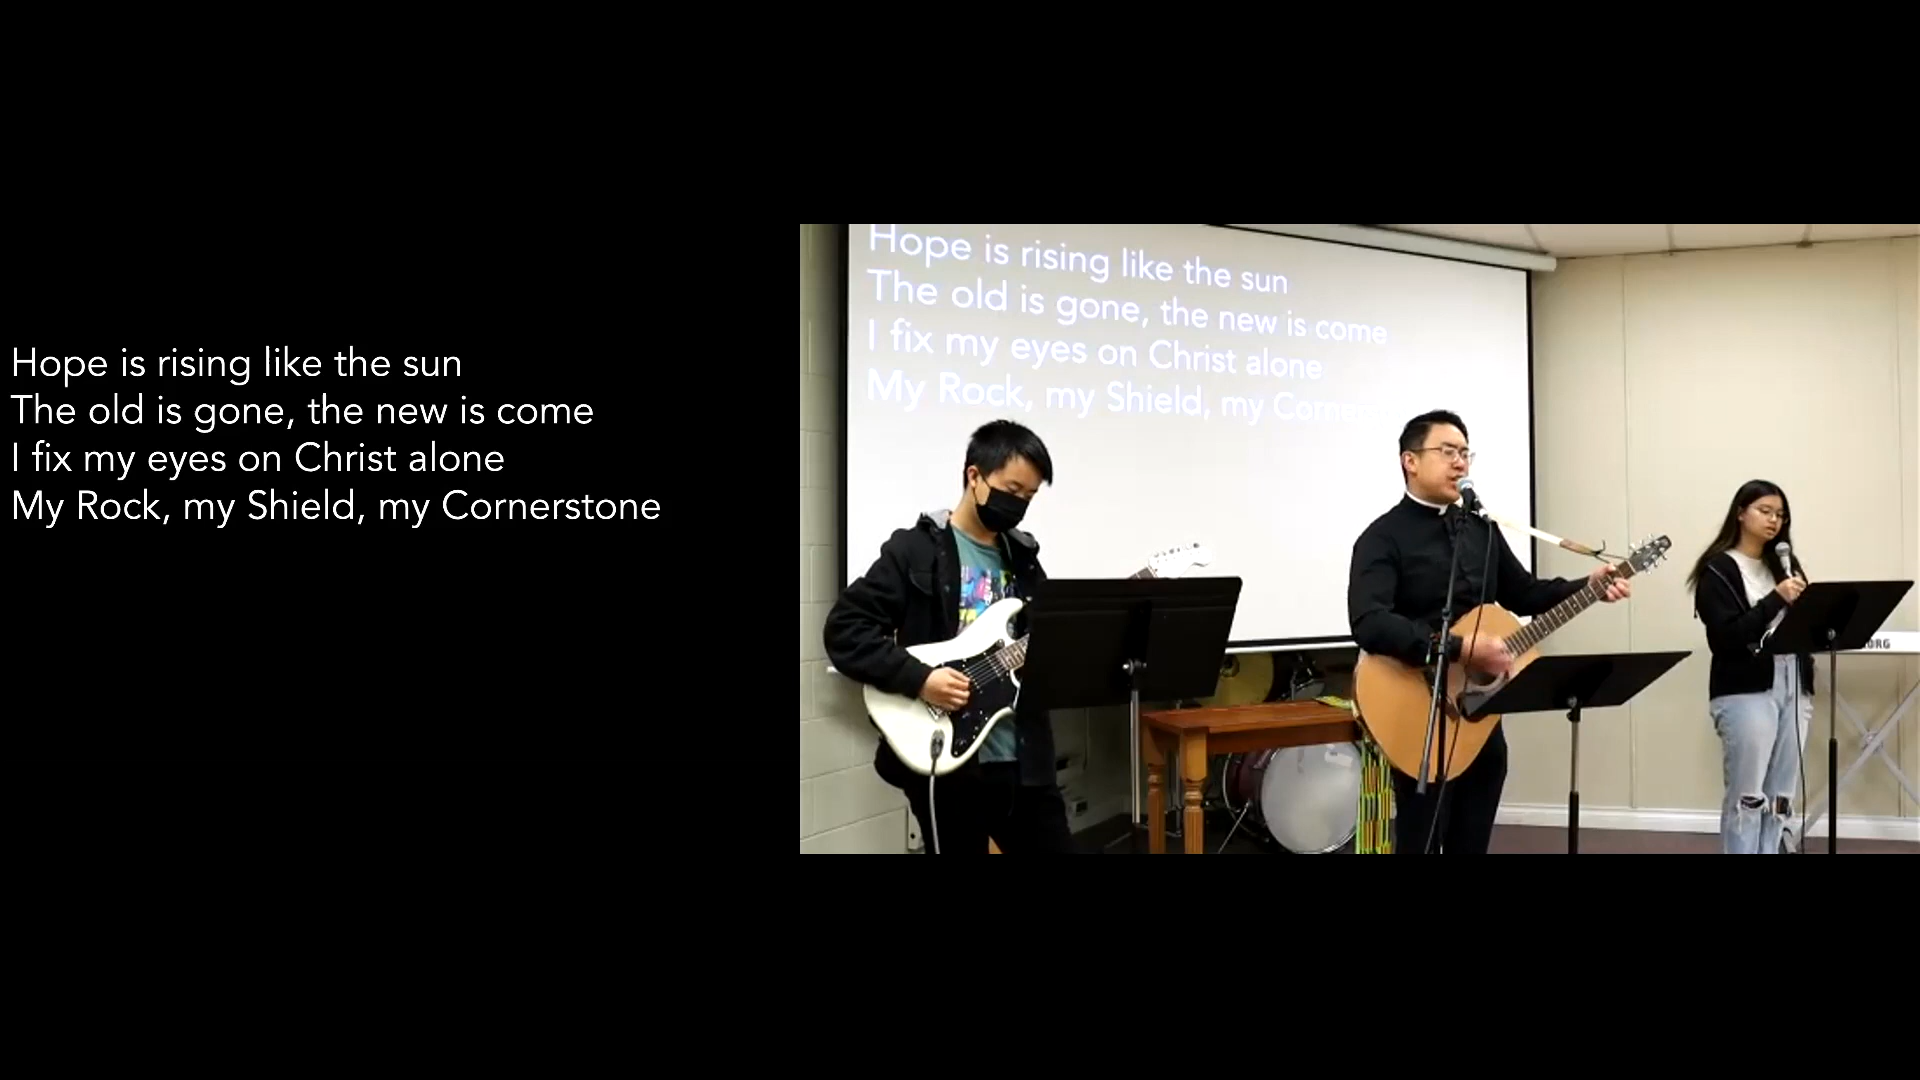 Hope is rising like the sun
The old is gone, the new is come
I fix my eyes on Christ alone
My Rock, my Shield, my Cornerstone
Hope is rising like the sun
The old is gone, the new is come
I fix my eyes on Christ alone
My Rock, my Shield, my
ORG